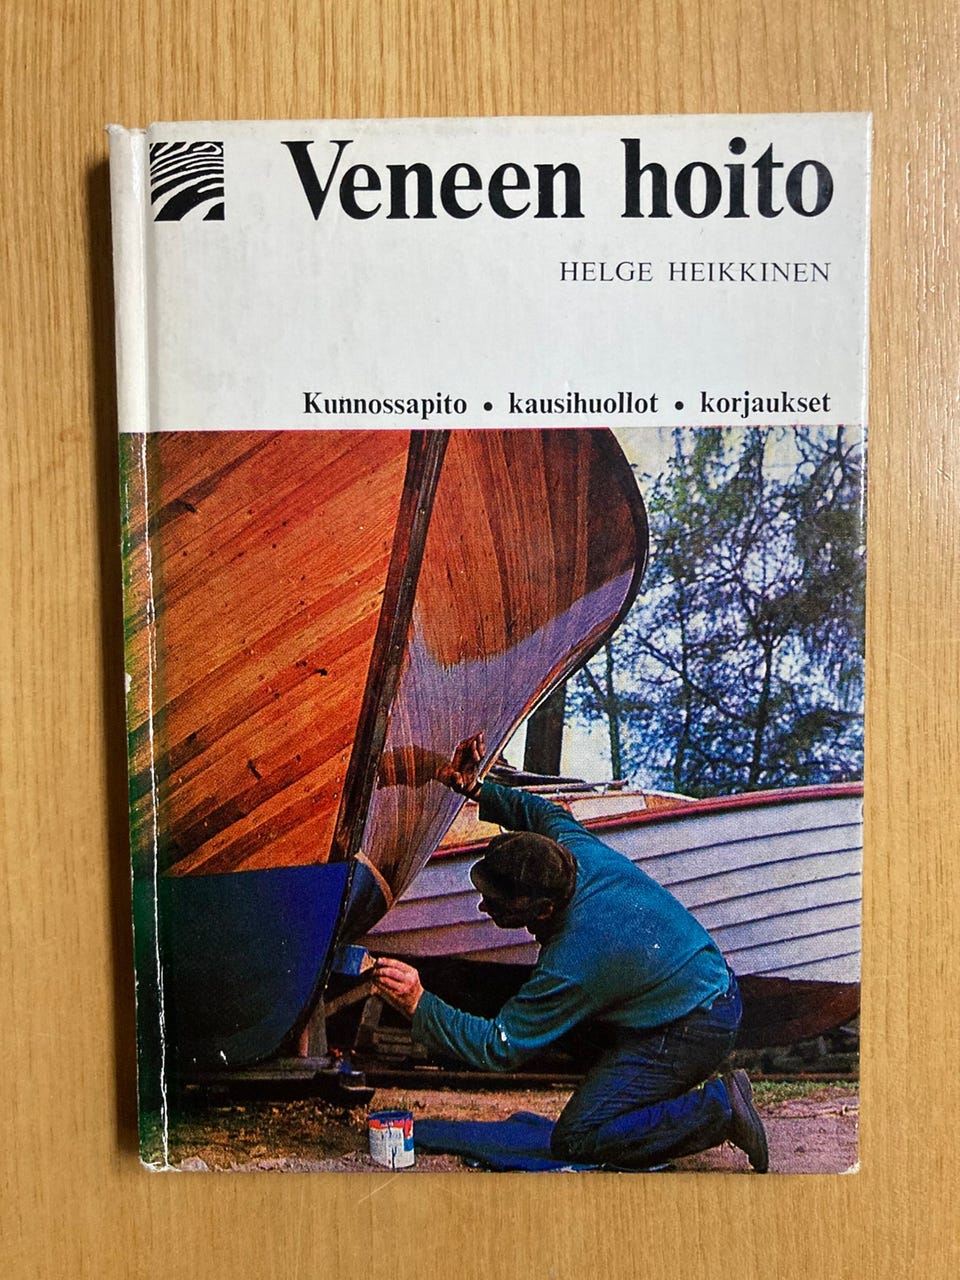 Veneen hoito
HELGE HEIKKINEN
Kunnossapito • kausihuollot • korjaukset